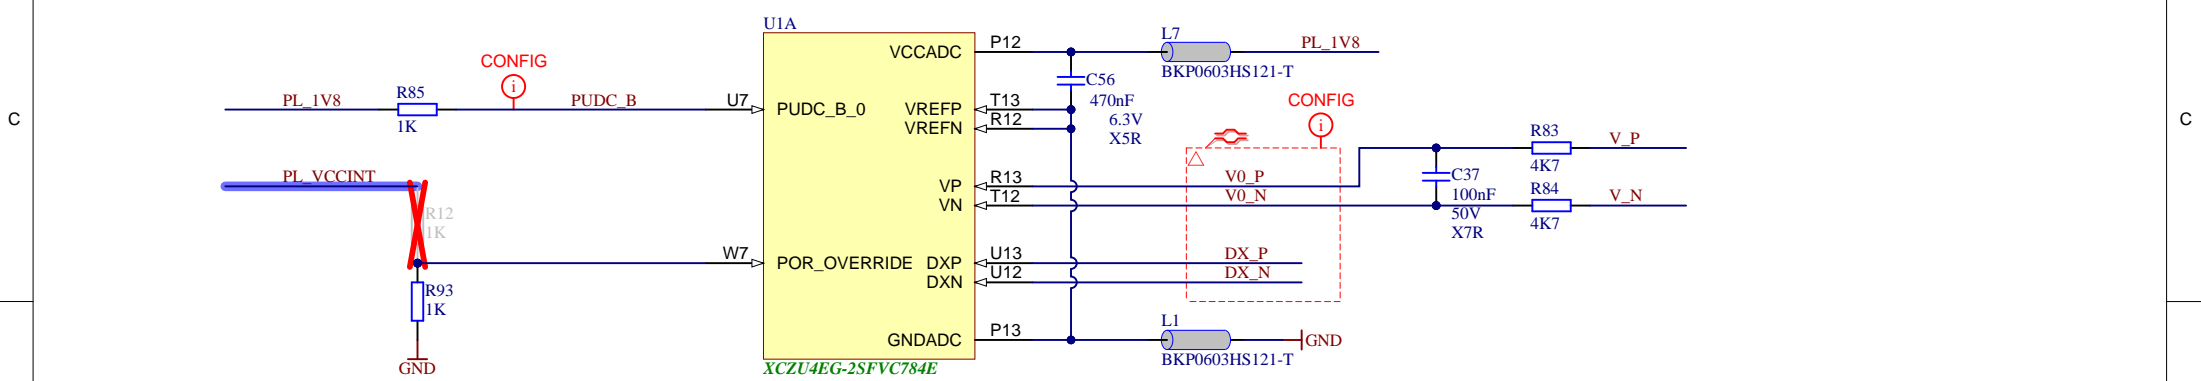 U1A
L7
VCCADC
P12
PL_1V8
BKP0603HS121-T
CONFIG
i
C56
470nF
6.3V
X5R
PL_1V8
R85
1K
PUDC_B
U7
PUDC_B_0
VREFP
T13
VREFN
R12
CONFIG
i
C
C
R83
4K7
V_P
PL_VCCINT
VP
R13
V0_P
VN
T12
V0_N
C37
100nF
50V
X7R
R84
4K7
V_N
R12
1K
W7
POR_OVERRIDE
DXP
U13
DX_P
DXN
U12
DX_N
R93
1K
GND
GNDADC
P13
L1
BKP0603HS121-T
GND
XCZU4EG-2SFVC784E